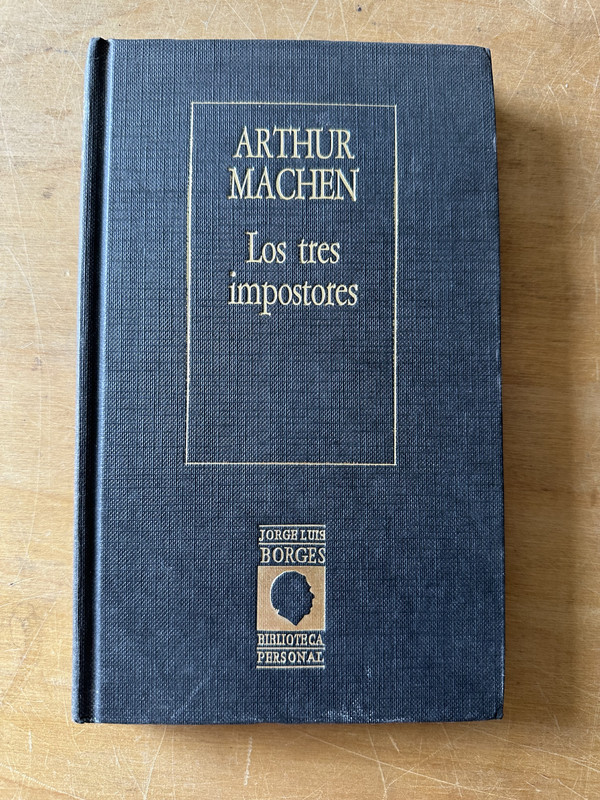 ARTHUR
MACHEN
Los tres
impostores
JORGE LUIS
BORGES
BIBLIOTECA
PERSONAL